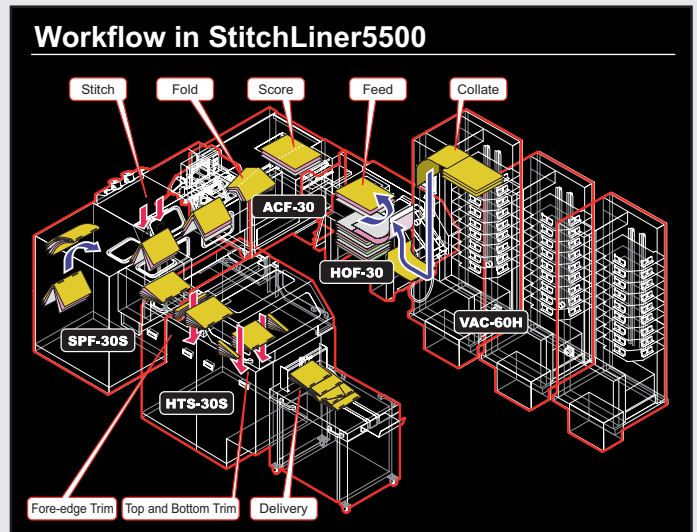 Workflow in StitchLiner5500
Stitch
Fold
Score
Feed
Collate
ACF-30
HOF-30
VAC-60H
SPF-30S
HTS-30S
Fore-edge Trim
Top and Bottom Trim
Delivery